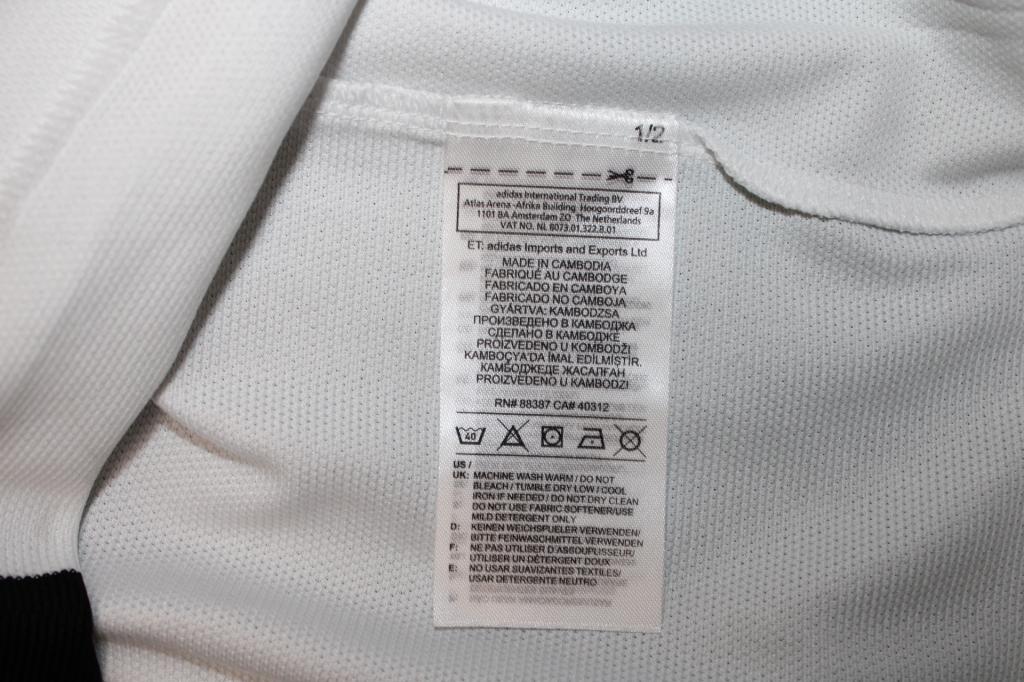 1/2
adidas International Trading BV
Atlas Arena -Afrika Building Hoogoorddreef 9a
1101 BA Amsterdam ZO The Netherlands
VAT NO. NL 8073.01.322.B.01
ET: adidas Imports and Exports Ltd
MADE IN CAMBODIA
FABRIQUÉ AU CAMBODGE
FABRICADO EN CAMBOYA
FABRICADO NO CAMBOJA
GYÁRTVA: KAMBODZSA
ПРОИЗВЕДЕНО В КАМБОДЖА
СДЕЛАНО В КАМБОДЖЕ
PROIZVEDENO U KOMBODŽI
KAMBOÇYA'DA İMAL EDİLMİŞTİR.
КАМБОДЖЕДЕ ЖАСАЛҒАН
PROIZVEDENO U KAMBODZI
RN# 88387 CA# 40312
40
US /
UK: MACHINE WASH WARM / DO NOT
BLEACH / TUMBLE DRY LOW / COOL
IRON IF NEEDED / DO NOT DRY CLEAN
DO NOT USE FABRIC SOFTENER/USE
MILD DETERGENT ONLY
D: KEINEN WEICHSPUELER VERWENDEN/
BITTE FEINWASCHMITTEL VERWENDEN
F: NE PAS UTILISER D'ASSOUPLISSEUR/
UTILISER UN DÉTERGENT DOUX
E: NO USAR SUAVIZANTES TEXTILES/
USAR DETERGENTE NEUTRO